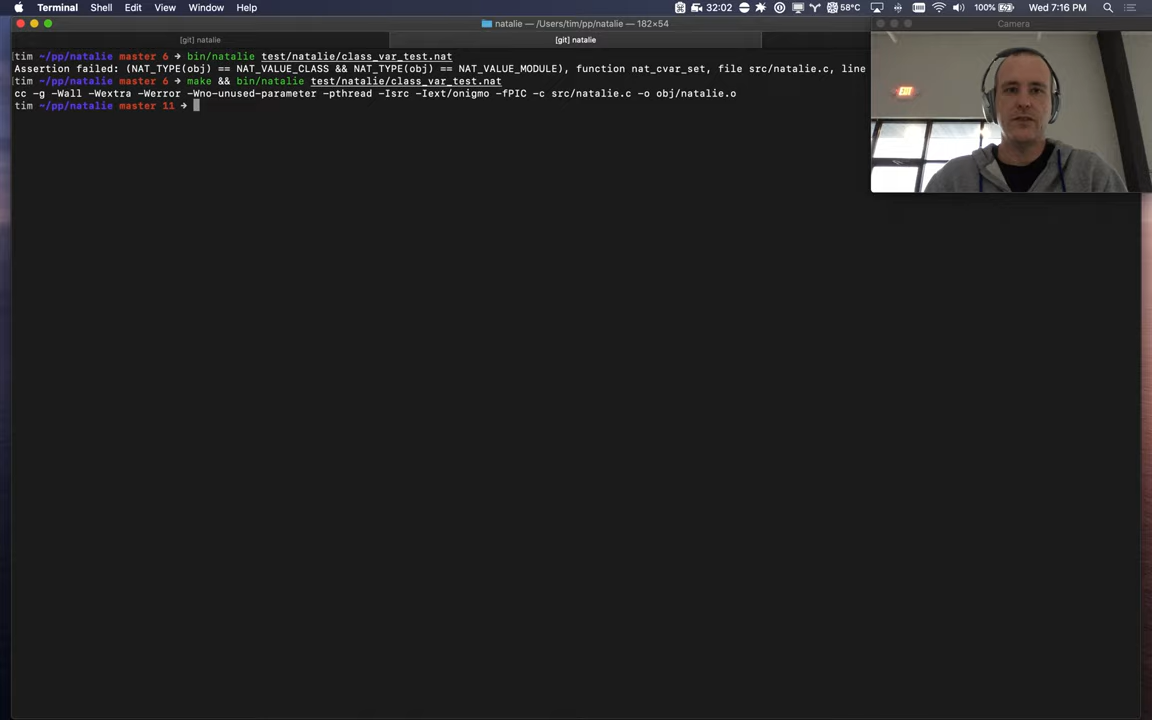 Terminal Shell Edit View Window Help 32:02 58°C 100% Wed 7:16 PM
natalie — /Users/tim/pp/natalie — 182×54
Camera
[git] natalie [git] natalie
tim ~/pp/natalie master 6 → bin/natalie test/natalie/class_var_test.nat
Assertion failed: (NAT_TYPE(obj) == NAT_VALUE_CLASS && NAT_TYPE(obj) == NAT_VALUE_MODULE), function nat_cvar_set, file src/natalie.c, line
tim ~/pp/natalie master 6 → make && bin/natalie test/natalie/class_var_test.nat
cc -g -Wall -Wextra -Werror -Wno-unused-parameter -pthread -Isrc -Iext/onigmo -fPIC -c src/natalie.c -o obj/natalie.o
tim ~/pp/natalie master 11 →
EXIT